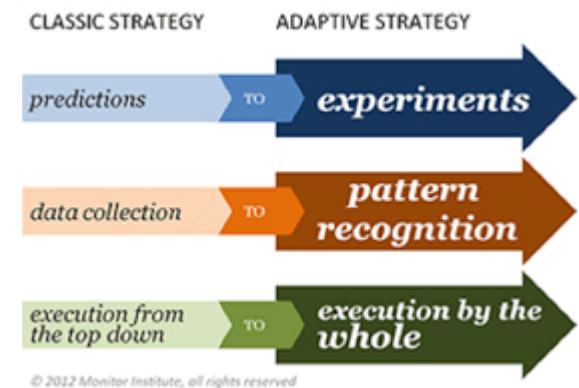 CLASSIC STRATEGY ADAPTIVE STRATEGY
predictions TO experiments
data collection TO pattern
recognition
execution from
the top down TO execution by the
whole
© 2012 Monitor Institute, all rights reserved